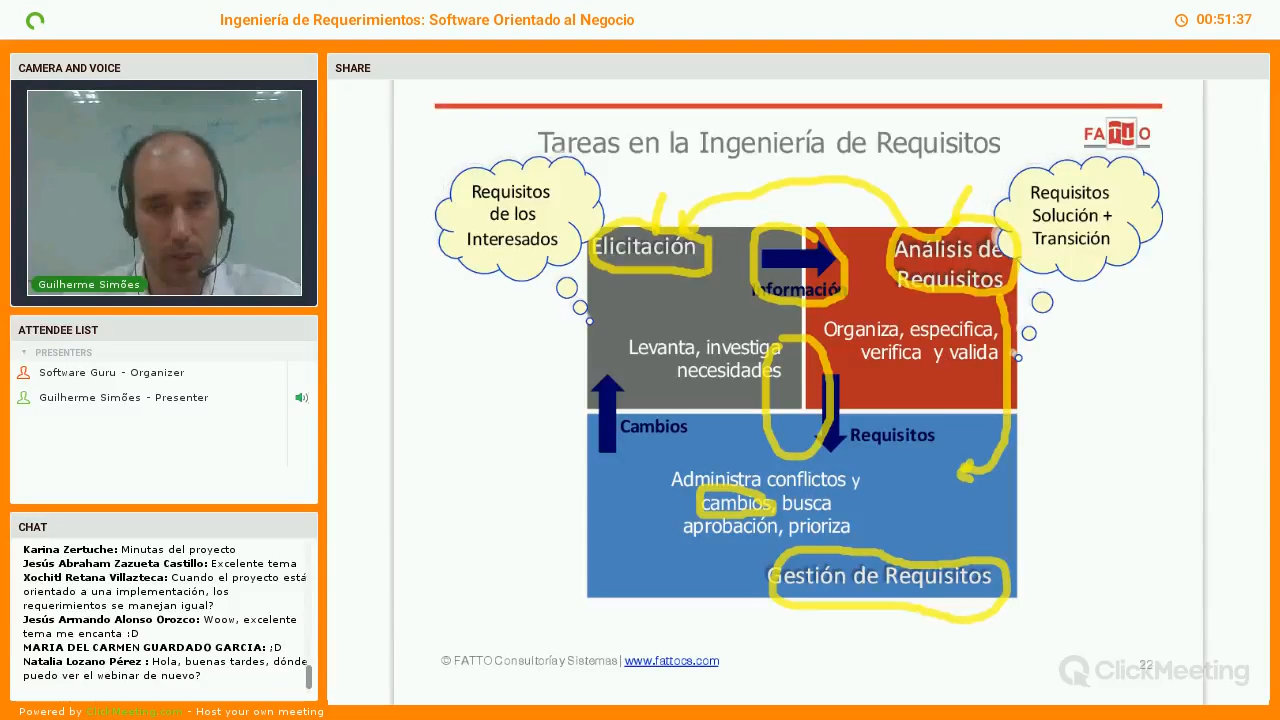 Ingeniería de Requerimientos: Software Orientado al Negocio
00:51:37
CAMERA AND VOICE
Guilherme Simões
ATTENDEE LIST
PRESENTERS
Software Guru - Organizer
Guilherme Simões - Presenter
CHAT
Karina Zertuche: Minutas del proyecto
Jesús Abraham Zazueta Castillo: Excelente tema
Xochitl Retana Villazteca: Cuando el proyecto está
orientado a una implementación, los
requerimientos se manejan igual?
Jesús Armando Alonso Orozco: Woow, excelente
tema me encanta :D
MARIA DEL CARMEN GUARDADO GARCIA: ;D
Natalia Lozano Pérez : Hola, buenas tardes, dónde
puedo ver el webinar de nuevo?
Powered by ClickMeeting.com - Host your own meeting
SHARE
Tareas en la Ingeniería de Requisitos
FATTO
Requisitos
de los
Interesados
Requisitos
Solución +
Transición
Elicitación
Información
Análisis de
Requisitos
Levanta, investiga
necesidades
Organiza, especifica,
verifica y valida
Cambios
Requisitos
Administra conflictos y
cambios, busca
aprobación, prioriza
Gestión de Requisitos
© FATTO Consultoría y Sistemas | www.fattocs.com
22
ClickMeeting